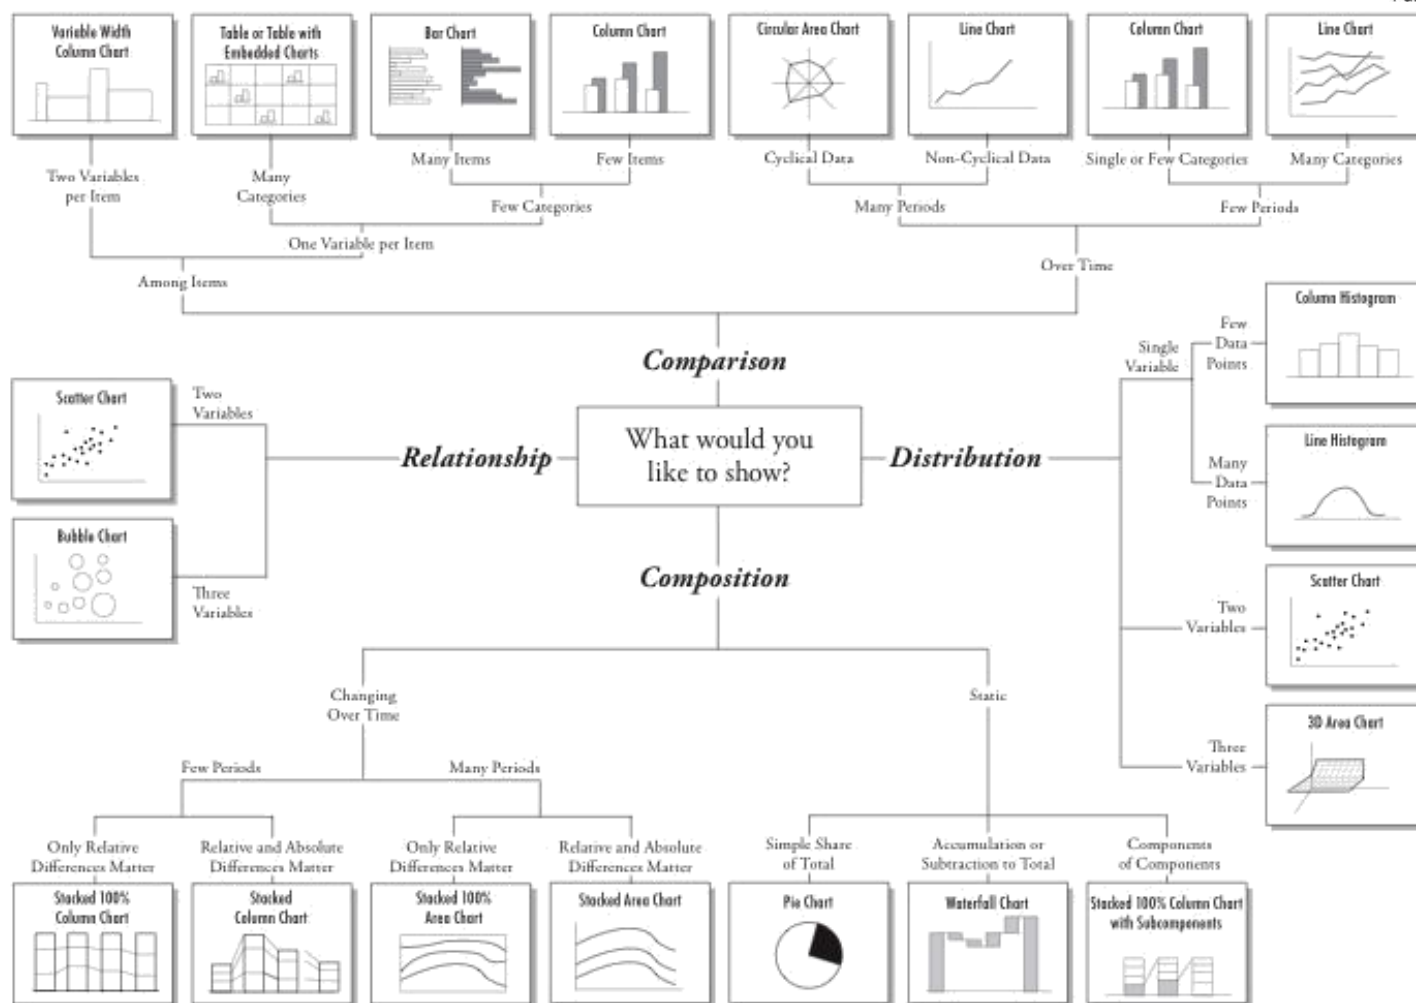 Variable Width
Column Chart
Table or Table with
Embedded Charts
Bar Chart
Column Chart
Circular Area Chart
Line Chart
Column Chart
Line Chart
Two Variables
per Item
Many
Categories
Many Items
Few Items
Cyclical Data
Non-Cyclical Data
Single or Few Categories
Many Categories
Few Categories
Many Periods
Few Periods
One Variable per Item
Among Items
Over Time
Comparison
What would you
like to show?
Relationship
Two
Variables
Scatter Chart
Three
Variables
Bubble Chart
Distribution
Single
Variable
Few
Data
Points
Column Histogram
Many
Data
Points
Line Histogram
Two
Variables
Scatter Chart
Three
Variables
3D Area Chart
Composition
Changing
Over Time
Static
Few Periods
Many Periods
Only Relative
Differences Matter
Relative and Absolute
Differences Matter
Only Relative
Differences Matter
Relative and Absolute
Differences Matter
Simple Share
of Total
Accumulation or
Subtraction to Total
Components
of Components
Stacked 100%
Column Chart
Stacked
Column Chart
Stacked 100%
Area Chart
Stacked Area Chart
Pie Chart
Waterfall Chart
Stacked 100% Column Chart
with Subcomponents